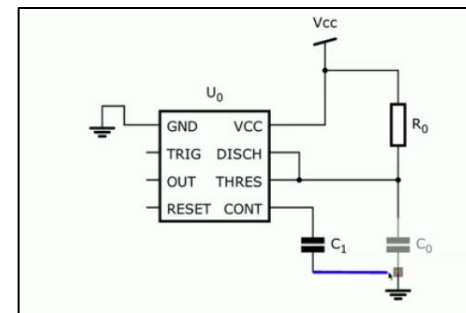 Vcc
U0
GND VCC
R0
TRIG DISCH
OUT THRES
RESET CONT
C1 C0